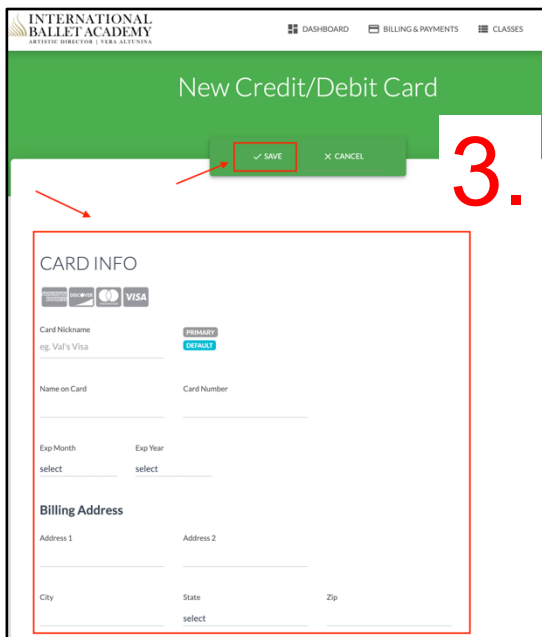 INTERNATIONAL
BALLET ACADEMY
ARTISTIC DIRECTOR | VERA ALTUNINA
DASHBOARD BILLING & PAYMENTS CLASSES
New Credit/Debit Card
SAVE CANCEL
3.
CARD INFO
DISCOVER VISA
Card Nickname PRIMARY
eg. Val's Visa DEFAULT
Name on Card Card Number
Exp Month Exp Year
select select
Billing Address
Address 1 Address 2
City State Zip
select